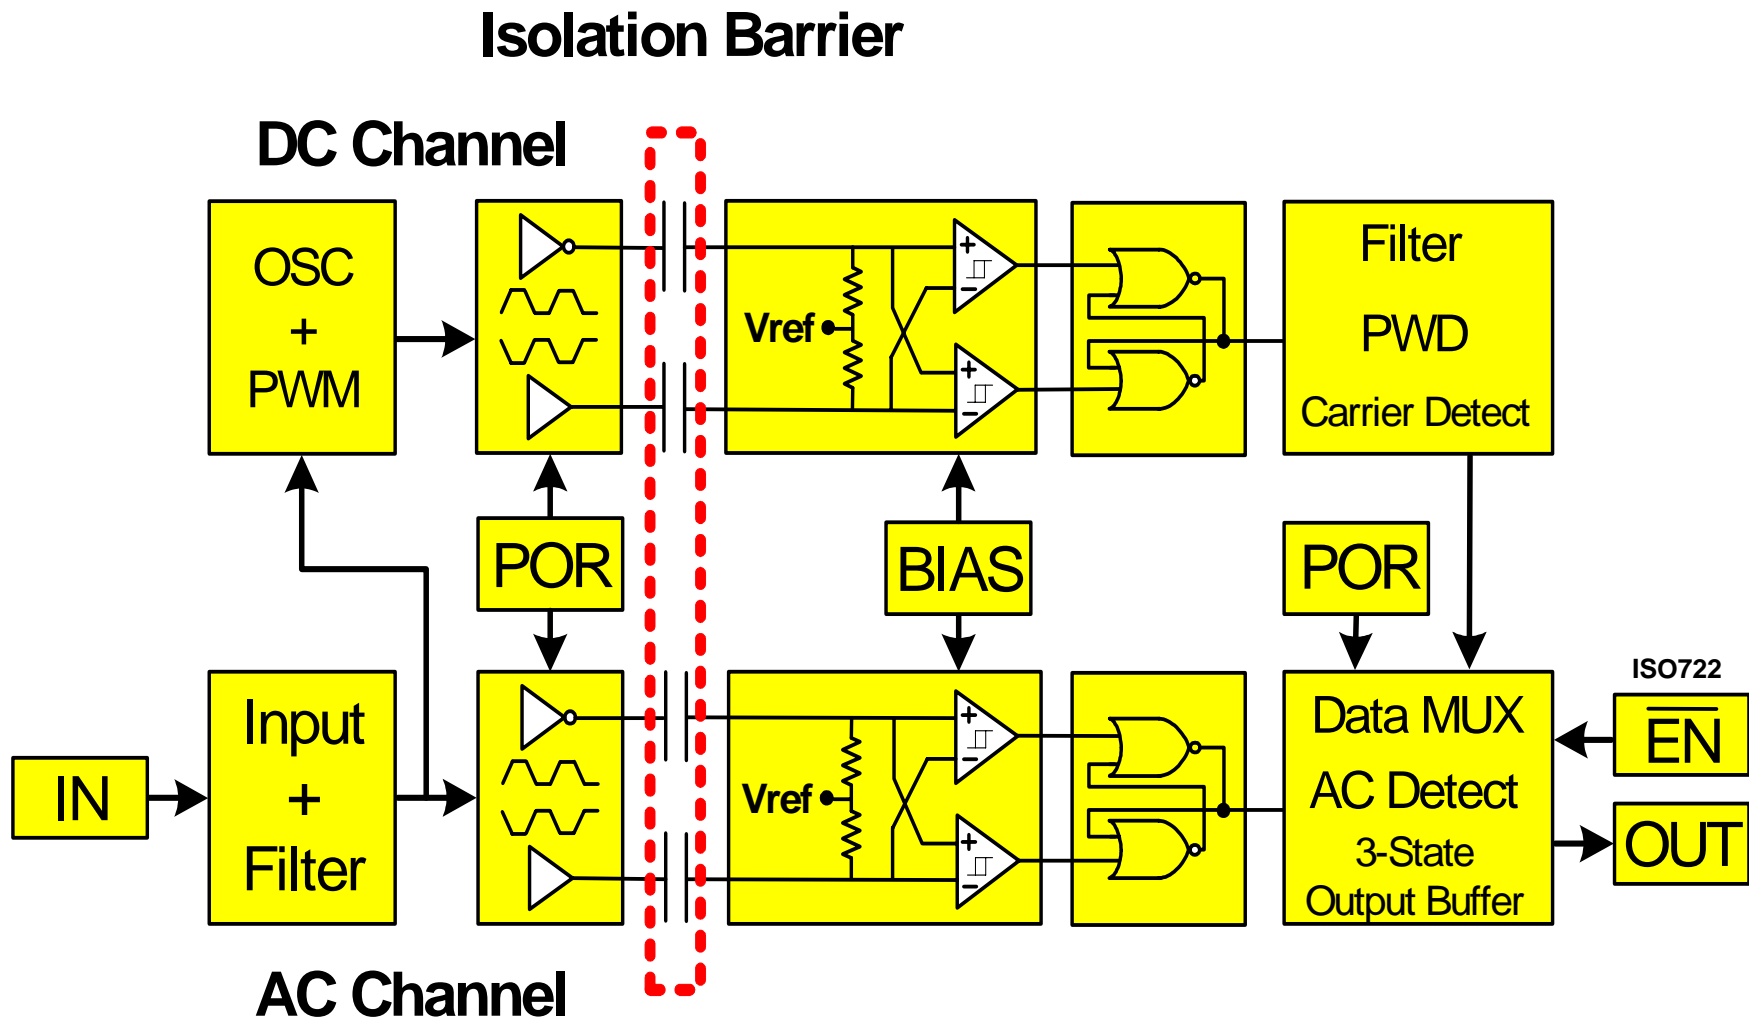 Isolation Barrier
DC Channel
OSC
+
PWM
+
−
Vref
+
−
Filter
PWD
Carrier Detect
POR
BIAS
POR
ISO722
IN
Input
+
Filter
+
−
Vref
+
−
Data MUX
AC Detect
3-State
Output Buffer
E̅N̅
OUT
AC Channel